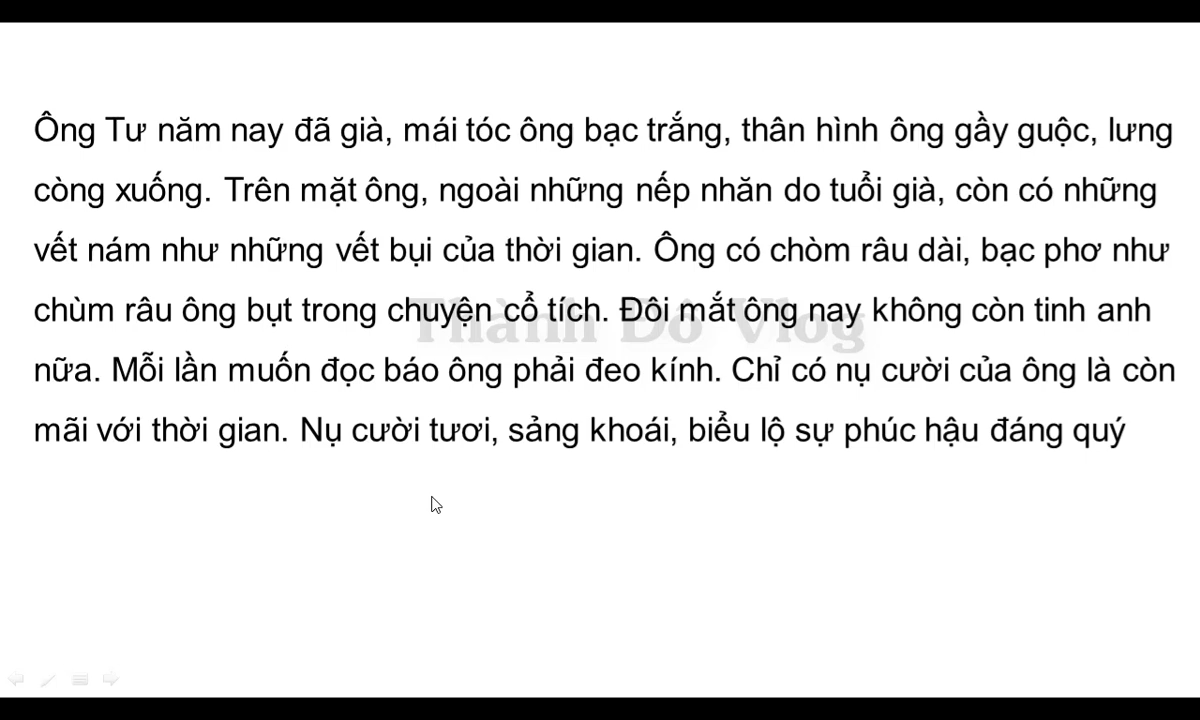 Ông Tư năm nay đã già, mái tóc ông bạc trắng, thân hình ông gầy guộc, lưng
còng xuống. Trên mặt ông, ngoài những nếp nhăn do tuổi già, còn có những
vết nám như những vết bụi của thời gian. Ông có chòm râu dài, bạc phơ như
chùm râu ông bụt trong chuyện cổ tích. Đôi mắt ông nay không còn tinh anh
Thành Đô Vlog
nữa. Mỗi lần muốn đọc báo ông phải đeo kính. Chỉ có nụ cười của ông là còn
mãi với thời gian. Nụ cười tươi, sảng khoái, biểu lộ sự phúc hậu đáng quý